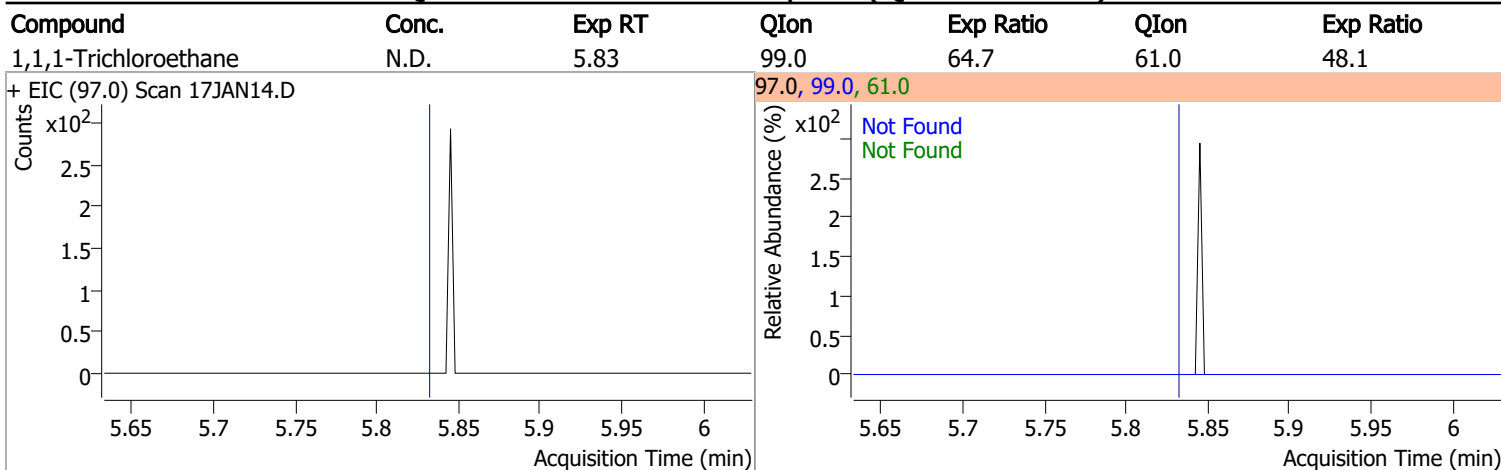 Compound Conc. Exp RT QIon Exp Ratio QIon Exp Ratio
1,1,1-Trichloroethane N.D. 5.83 99.0 64.7 61.0 48.1
+ EIC (97.0) Scan 17JAN14.D
97.0, 99.0, 61.0
Counts
x10²
2.5
2
1.5
1
0.5
0
5.65 5.7 5.75 5.8 5.85 5.9 5.95 6
Acquisition Time (min)
Relative Abundance (%)
x10²
Not Found
Not Found
2.5
2
1.5
1
0.5
0
5.65 5.7 5.75 5.8 5.85 5.9 5.95 6
Acquisition Time (min)